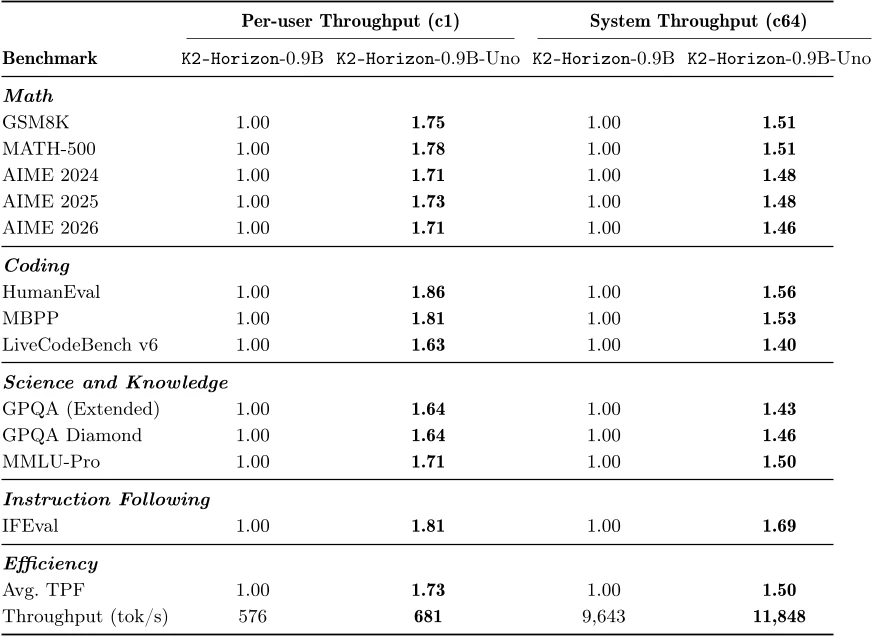 Per-user Throughput (c1) System Throughput (c64)
Benchmark K2-Horizon-0.9B K2-Horizon-0.9B-Uno K2-Horizon-0.9B K2-Horizon-0.9B-Uno
Math
GSM8K 1.00 1.75 1.00 1.51
MATH-500 1.00 1.78 1.00 1.51
AIME 2024 1.00 1.71 1.00 1.48
AIME 2025 1.00 1.73 1.00 1.48
AIME 2026 1.00 1.71 1.00 1.46
Coding
HumanEval 1.00 1.86 1.00 1.56
MBPP 1.00 1.81 1.00 1.53
LiveCodeBench v6 1.00 1.63 1.00 1.40
Science and Knowledge
GPQA (Extended) 1.00 1.64 1.00 1.43
GPQA Diamond 1.00 1.64 1.00 1.46
MMLU-Pro 1.00 1.71 1.00 1.50
Instruction Following
IFEval 1.00 1.81 1.00 1.69
Efficiency
Avg. TPF 1.00 1.73 1.00 1.50
Throughput (tok/s) 576 681 9,643 11,848